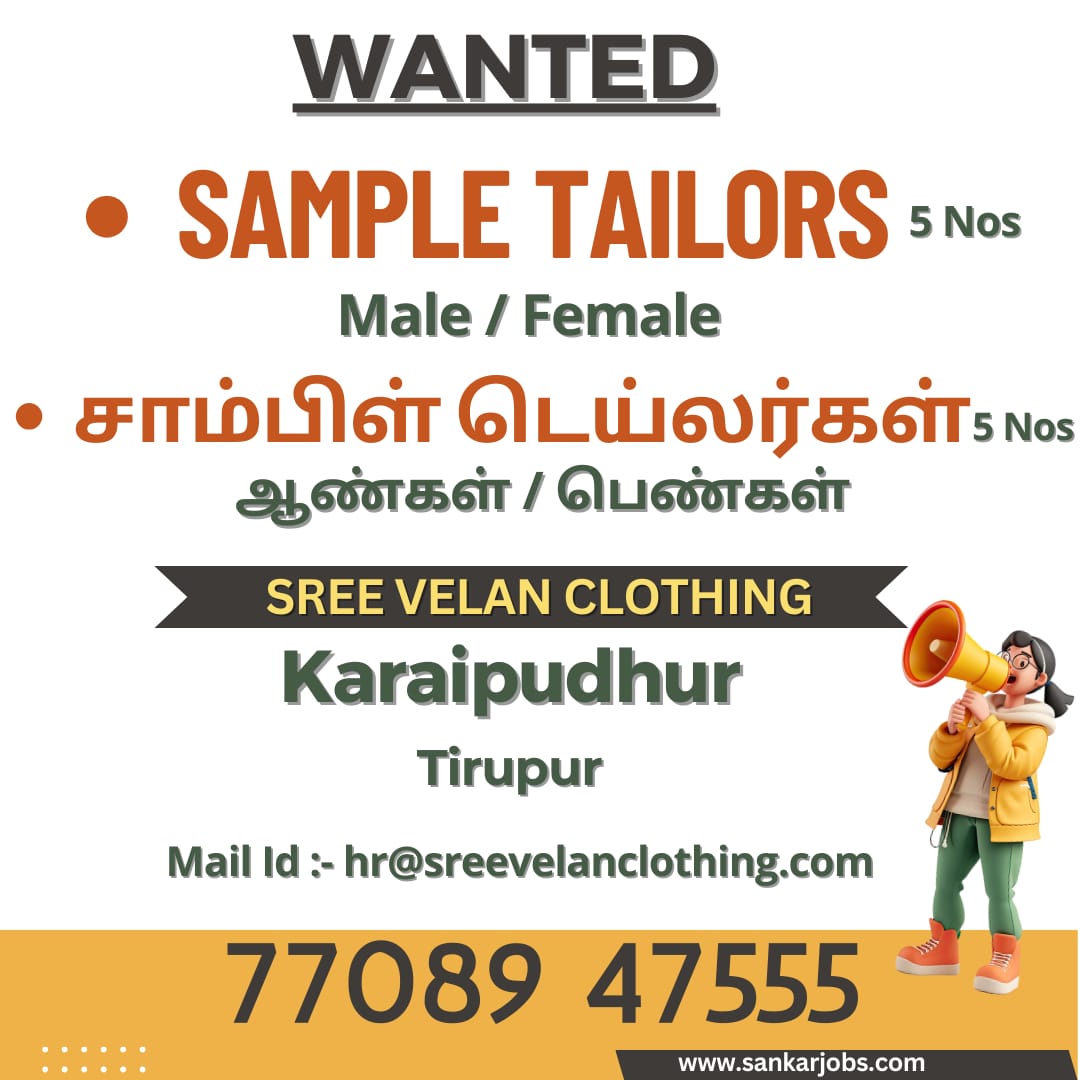 WANTED
• SAMPLE TAILORS 5 Nos
Male / Female
• சாம்பிள் டெய்லர்கள் 5 Nos
ஆண்கள் / பெண்கள்
SREE VELAN CLOTHING
Karaipudhur
Tirupur
Mail Id :- hr@sreevelanclothing.com
77089 47555
www.sankarjobs.com